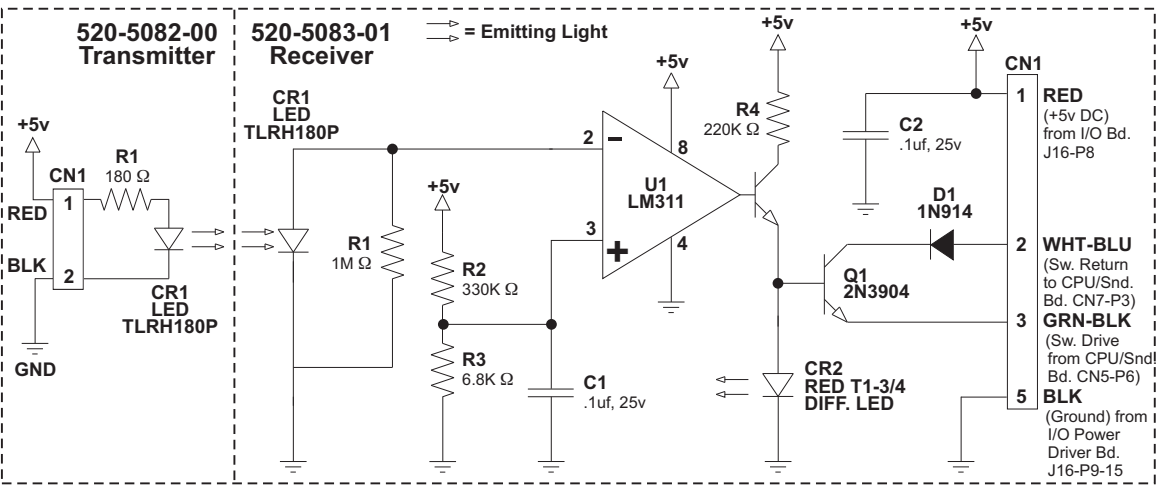 520-5082-00
Transmitter
+5v
CN1
R1
180 Ω
RED
1
BLK
2
GND
CR1
LED
TLRH180P
520-5083-01
Receiver
= Emitting Light
CR1
LED
TLRH180P
R1
1M Ω
+5v
R2
330K Ω
R3
6.8K Ω
C1
.1uf, 25v
2
3
+5v
8
U1
LM311
4
+5v
R4
220K Ω
Q1
2N3904
CR2
RED T1-3/4
DIFF. LED
+5v
C2
.1uf, 25v
D1
1N914
CN1
1 RED
(+5v DC)
from I/O Bd.
J16-P8
2 WHT-BLU
(Sw. Return
to CPU/Snd.
Bd. CN7-P3)
3 GRN-BLK
(Sw. Drive
from CPU/Snd
Bd. CN5-P6)
5 BLK
(Ground) from
I/O Power
Driver Bd.
J16-P9-15